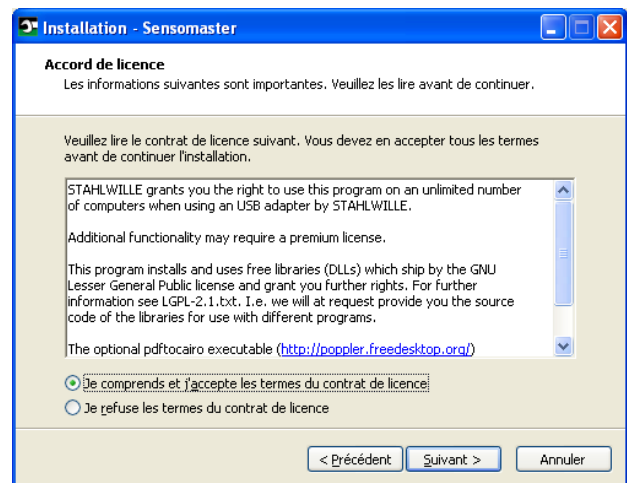 Installation - Sensomaster
Accord de licence
Les informations suivantes sont importantes. Veuillez les lire avant de continuer.
Veuillez lire le contrat de licence suivant. Vous devez en accepter tous les termes
avant de continuer l'installation.
STAHLWILLE grants you the right to use this program on an unlimited number
of computers when using an USB adapter by STAHLWILLE.
Additional functionality may require a premium license.
This program installs and uses free libraries (DLLs) which ship by the GNU
Lesser General Public license and grant you further rights. For further
information see LGPL-2.1.txt. I.e. we will at request provide you the source
code of the libraries for use with different programs.
The optional pdftocairo executable (http://poppler.freedesktop.org/)
Je comprends et j'accepte les termes du contrat de licence
Je refuse les termes du contrat de licence
< Précédent Suivant > Annuler